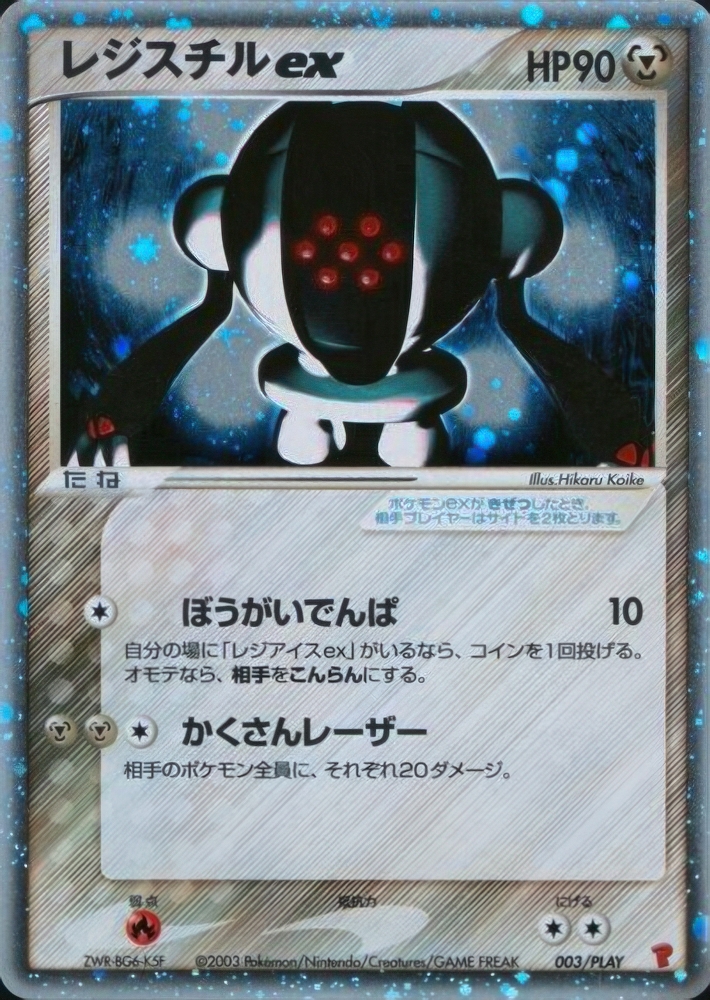 レジスチルex HP90
たね
Illus.Hikaru Koike
ポケモンexがきぜつしたとき、
相手プレイヤーはサイドを2枚とります。
ぼうがいでんぱ 10
自分の場に「レジアイスex」がいるなら、コインを1回投げる。
オモテなら、相手をこんらんにする。
かくさんレーザー
相手のポケモン全員に、それぞれ20ダメージ。
弱点 抵抗力 にげる
ZWR-BG6-K5F ©2003 Pokémon/Nintendo/Creatures/GAME FREAK 003/PLAY P